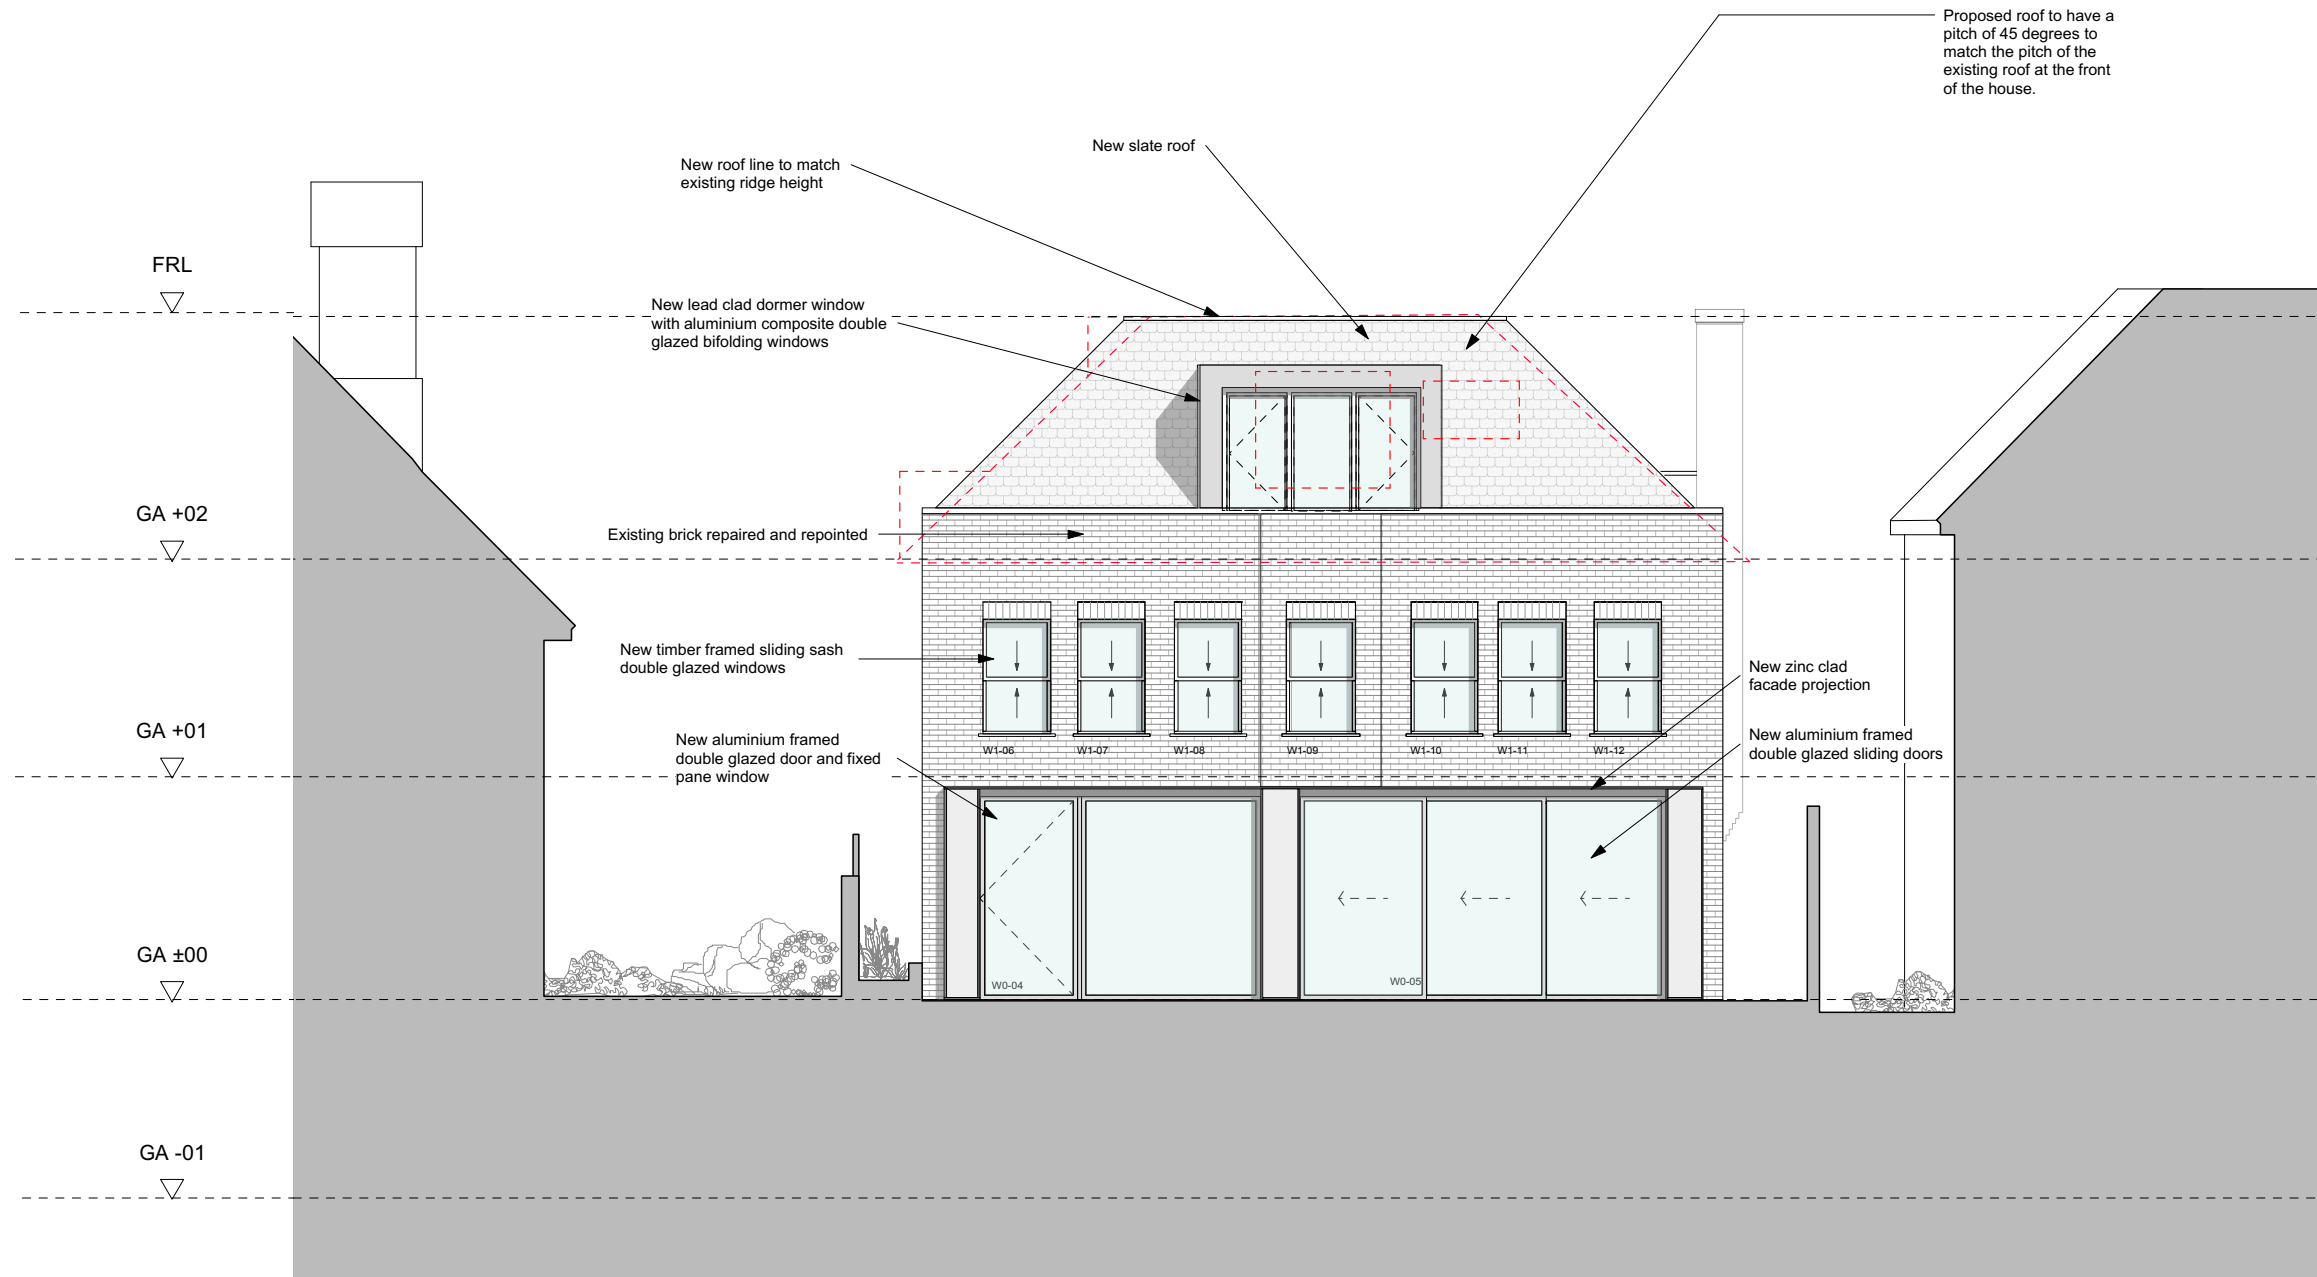 Proposed roof to have a
pitch of 45 degrees to
match the pitch of the
existing roof at the front
of the house.
New slate roof
New roof line to match
existing ridge height
FRL
New lead clad dormer window
with aluminium composite double
glazed bifolding windows
GA +02
Existing brick repaired and repointed
New timber framed sliding sash
double glazed windows
New zinc clad
facade projection
GA +01
New aluminium framed
double glazed door and fixed
pane window
W1-06
W1-07
W1-08
W1-09
W1-10
W1-11
W1-12
New aluminium framed
double glazed sliding doors
GA ±00
W0-04
W0-05
GA -01